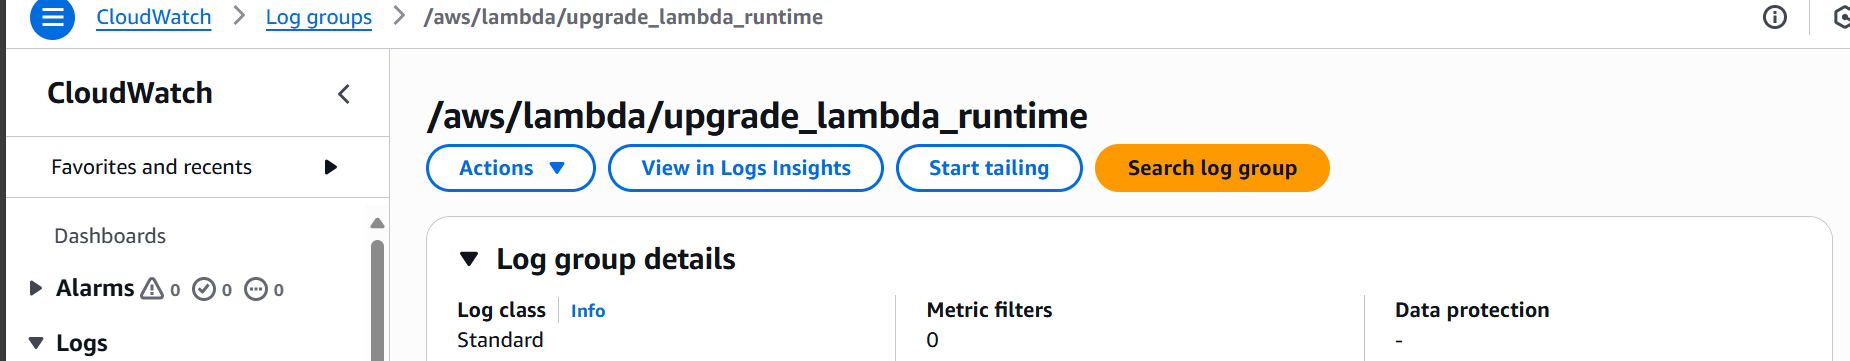 CloudWatch > Log groups > /aws/lambda/upgrade_lambda_runtime
CloudWatch
Favorites and recents
Dashboards
Alarms 0 0 0
Logs
/aws/lambda/upgrade_lambda_runtime
Actions View in Logs Insights Start tailing Search log group
Log group details
Log class Info
Standard
Metric filters
0
Data protection
-